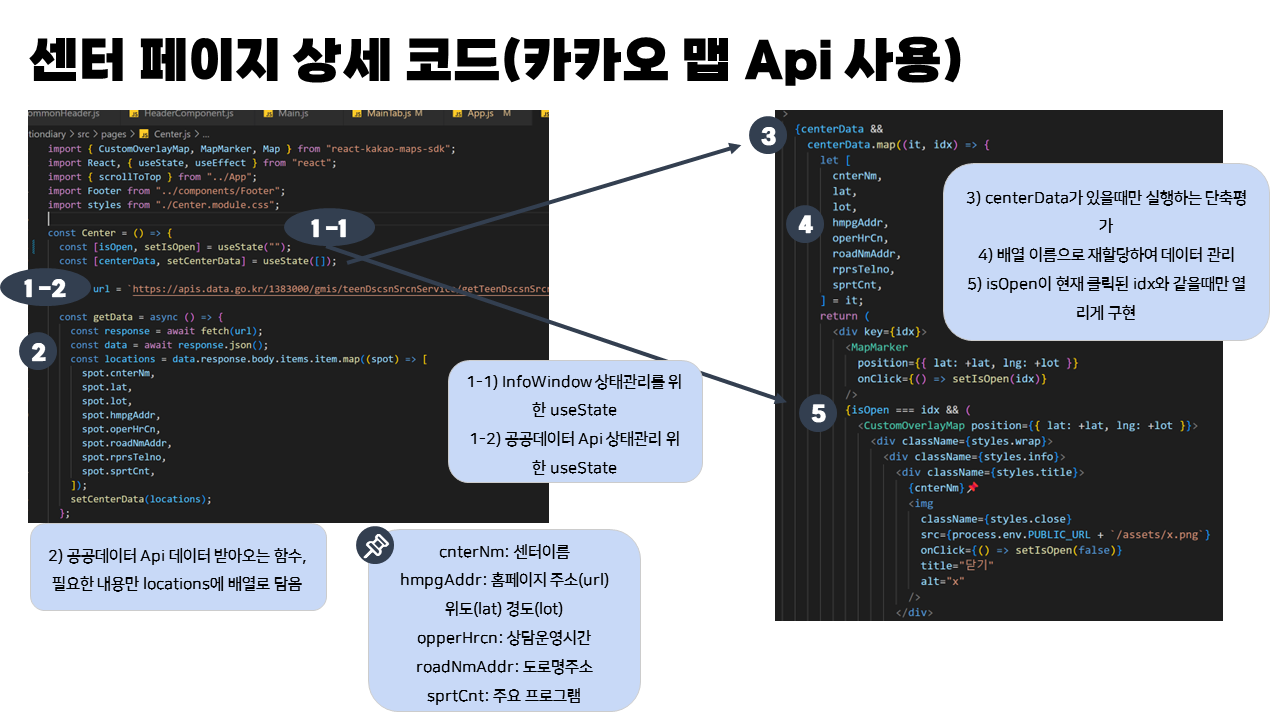 센터 페이지 상세 코드(카카오 맵 Api 사용)
ommonHeader.js HeaderComponent.js Main.js MainTab.js M App.js M
tiondiary > src > pages > Center.js > ...
import { CustomOverlayMap, MapMarker, Map } from "react-kakao-maps-sdk";
import React, { useState, useEffect } from "react";
import { scrollToTop } from "../App";
import Footer from "../components/Footer";
import styles from "./Center.module.css";
const Center = () => {
const [isOpen, setIsOpen] = useState("");
const [centerData, setCenterData] = useState([]);
url = `https://apis.data.go.kr/1383000/gmis/teenDscsnSrcnService/getTeenDscsnSrcn
const getData = async () => {
const response = await fetch(url);
const data = await response.json();
const locations = data.response.body.items.item.map((spot) => [
spot.cnterNm,
spot.lat,
spot.lot,
spot.hmpgAddr,
spot.operHrCn,
spot.roadNmAddr,
spot.rprsTelno,
spot.sprtCnt,
]);
setCenterData(locations);
};
1-1
1-2
2
1-1) InfoWindow 상태관리를 위
한 useState
1-2) 공공데이터 Api 상태관리 위
한 useState
2) 공공데이터 Api 데이터 받아오는 함수,
필요한 내용만 locations에 배열로 담음
cnterNm: 센터이름
hmpgAddr: 홈페이지 주소(url)
위도(lat) 경도(lot)
opperHrcn: 상담운영시간
roadNmAddr: 도로명주소
sprtCnt: 주요 프로그램
3
4
5
>
{centerData &&
centerData.map((it, idx) => {
let [
cnterNm,
lat,
lot,
hmpgAddr,
operHrCn,
roadNmAddr,
rprsTelno,
sprtCnt,
] = it;
return (
<div key={idx}>
<MapMarker
position={{ lat: +lat, lng: +lot }}
onClick={() => setIsOpen(idx)}
/>
{isOpen === idx && (
<CustomOverlayMap position={{ lat: +lat, lng: +lot }}>
<div className={styles.wrap}>
<div className={styles.info}>
<div className={styles.title}>
{cnterNm}📌
<img
className={styles.close}
src={process.env.PUBLIC_URL + `/assets/x.png`}
onClick={() => setIsOpen(false)}
title="닫기"
alt="x"
/>
</div>
3) centerData가 있을때만 실행하는 단축평
가
4) 배열 이름으로 재할당하여 데이터 관리
5) isOpen이 현재 클릭된 idx와 같을때만 열
리게 구현